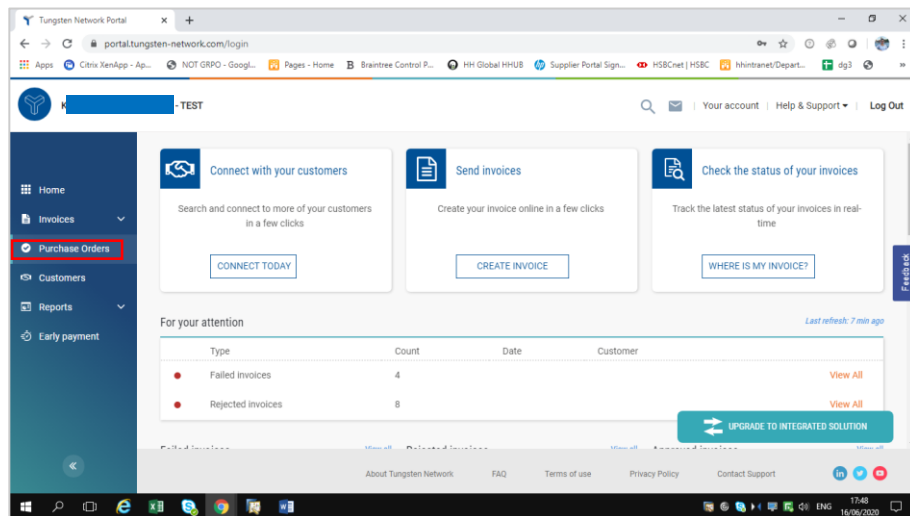 Tungsten Network Portal
portal.tungsten-network.com/login
Apps Citrix XenApp - Ap... NOT GRPO - Googl... Pages - Home B Braintree Control P... HH Global HHUB Supplier Portal Sign... HSBCnet | HSBC hhintranet/Depart... dg3 »
K - TEST
Your account | Help & Support | Log Out
Home
Invoices
Purchase Orders
Customers
Reports
Early payment
Connect with your customers
Search and connect to more of your customers
in a few clicks
CONNECT TODAY
Send invoices
Create your invoice online in a few clicks
CREATE INVOICE
Check the status of your invoices
Track the latest status of your invoices in real-
time
WHERE IS MY INVOICE?
Feedback
For your attention
Last refresh: 7 min ago
Type Count Date Customer
Failed invoices 4 View All
Rejected invoices 8 View All
UPGRADE TO INTEGRATED SOLUTION
About Tungsten Network FAQ Terms of use Privacy Policy Contact Support
ENG
17:48
16/06/2020